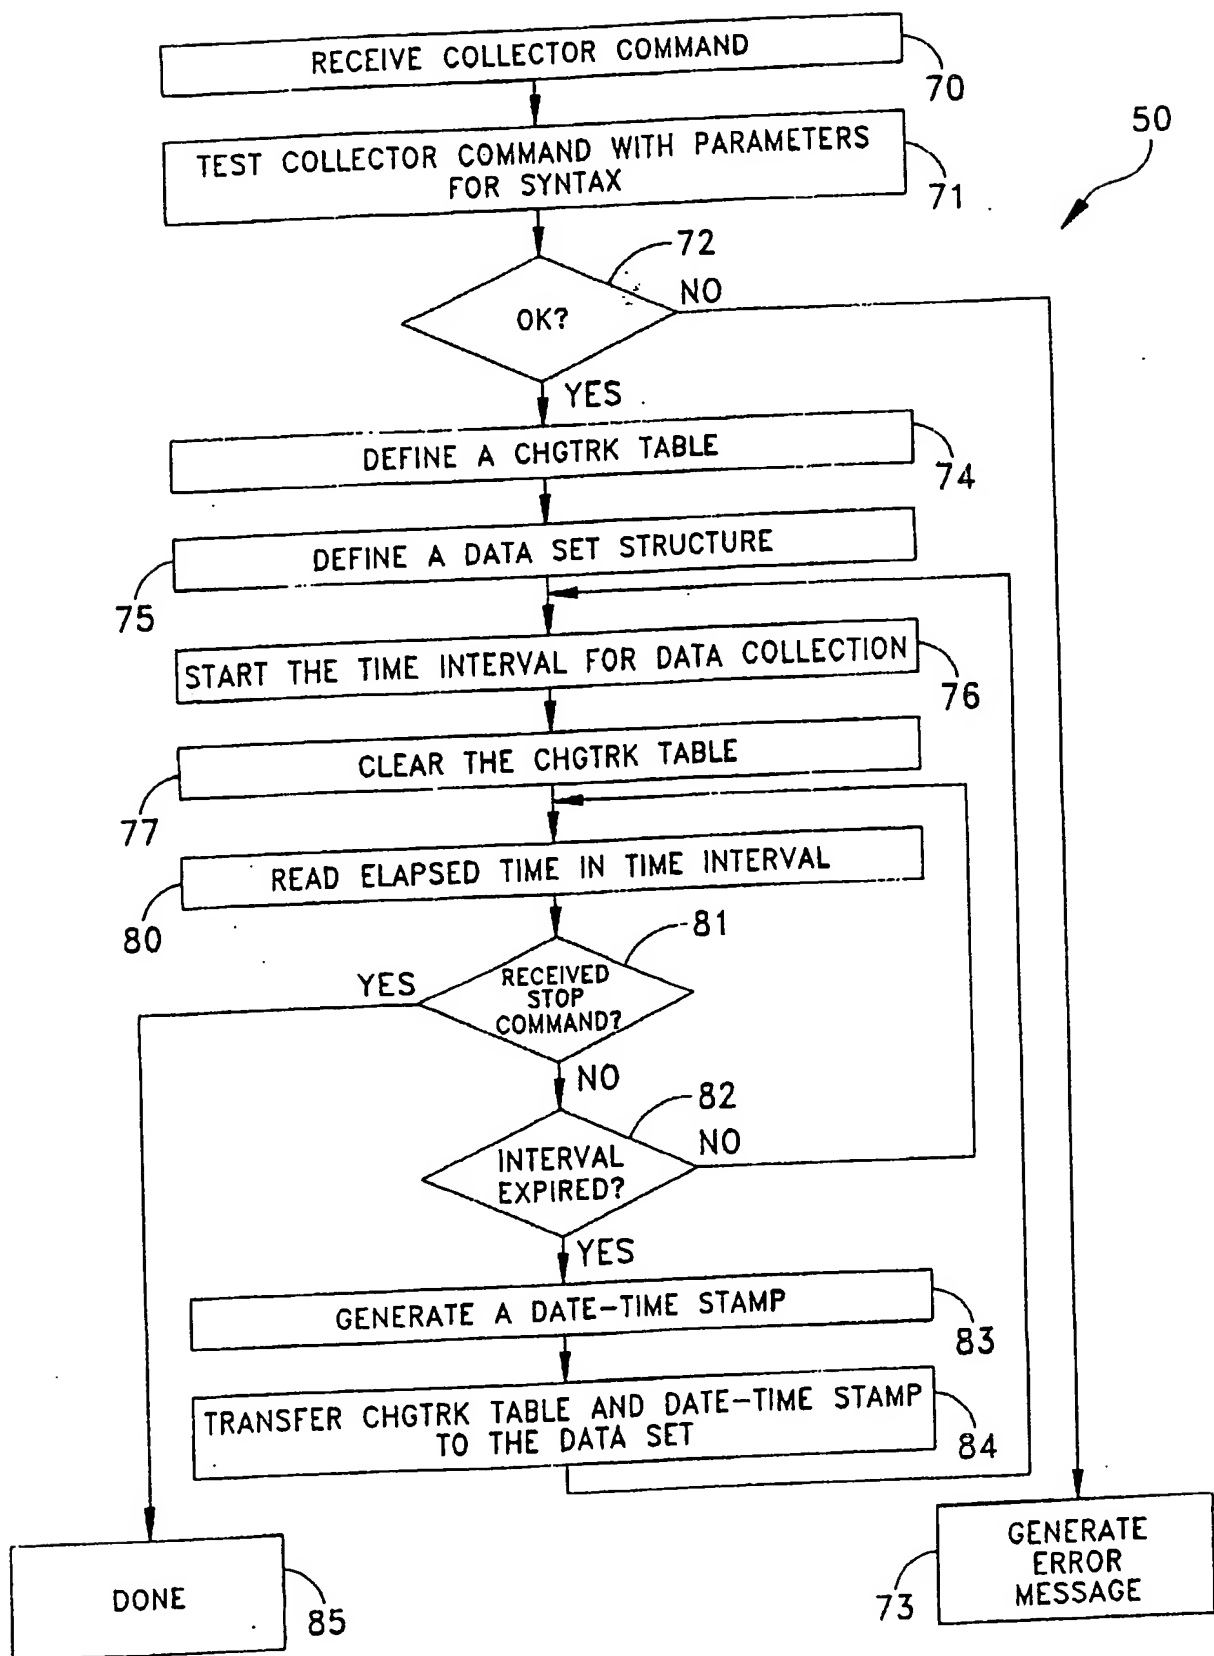 RECEIVE COLLECTOR COMMAND
70
50
TEST COLLECTOR COMMAND WITH PARAMETERS
FOR SYNTAX
71
72
OK?
NO
YES
DEFINE A CHGTRK TABLE
74
DEFINE A DATA SET STRUCTURE
75
START THE TIME INTERVAL FOR DATA COLLECTION
76
CLEAR THE CHGTRK TABLE
77
READ ELAPSED TIME IN TIME INTERVAL
80
81
YES
RECEIVED
STOP
COMMAND?
NO
82
INTERVAL
EXPIRED?
NO
YES
GENERATE A DATE-TIME STAMP
83
TRANSFER CHGTRK TABLE AND DATE-TIME STAMP
TO THE DATA SET
84
GENERATE
ERROR
MESSAGE
73
DONE
85